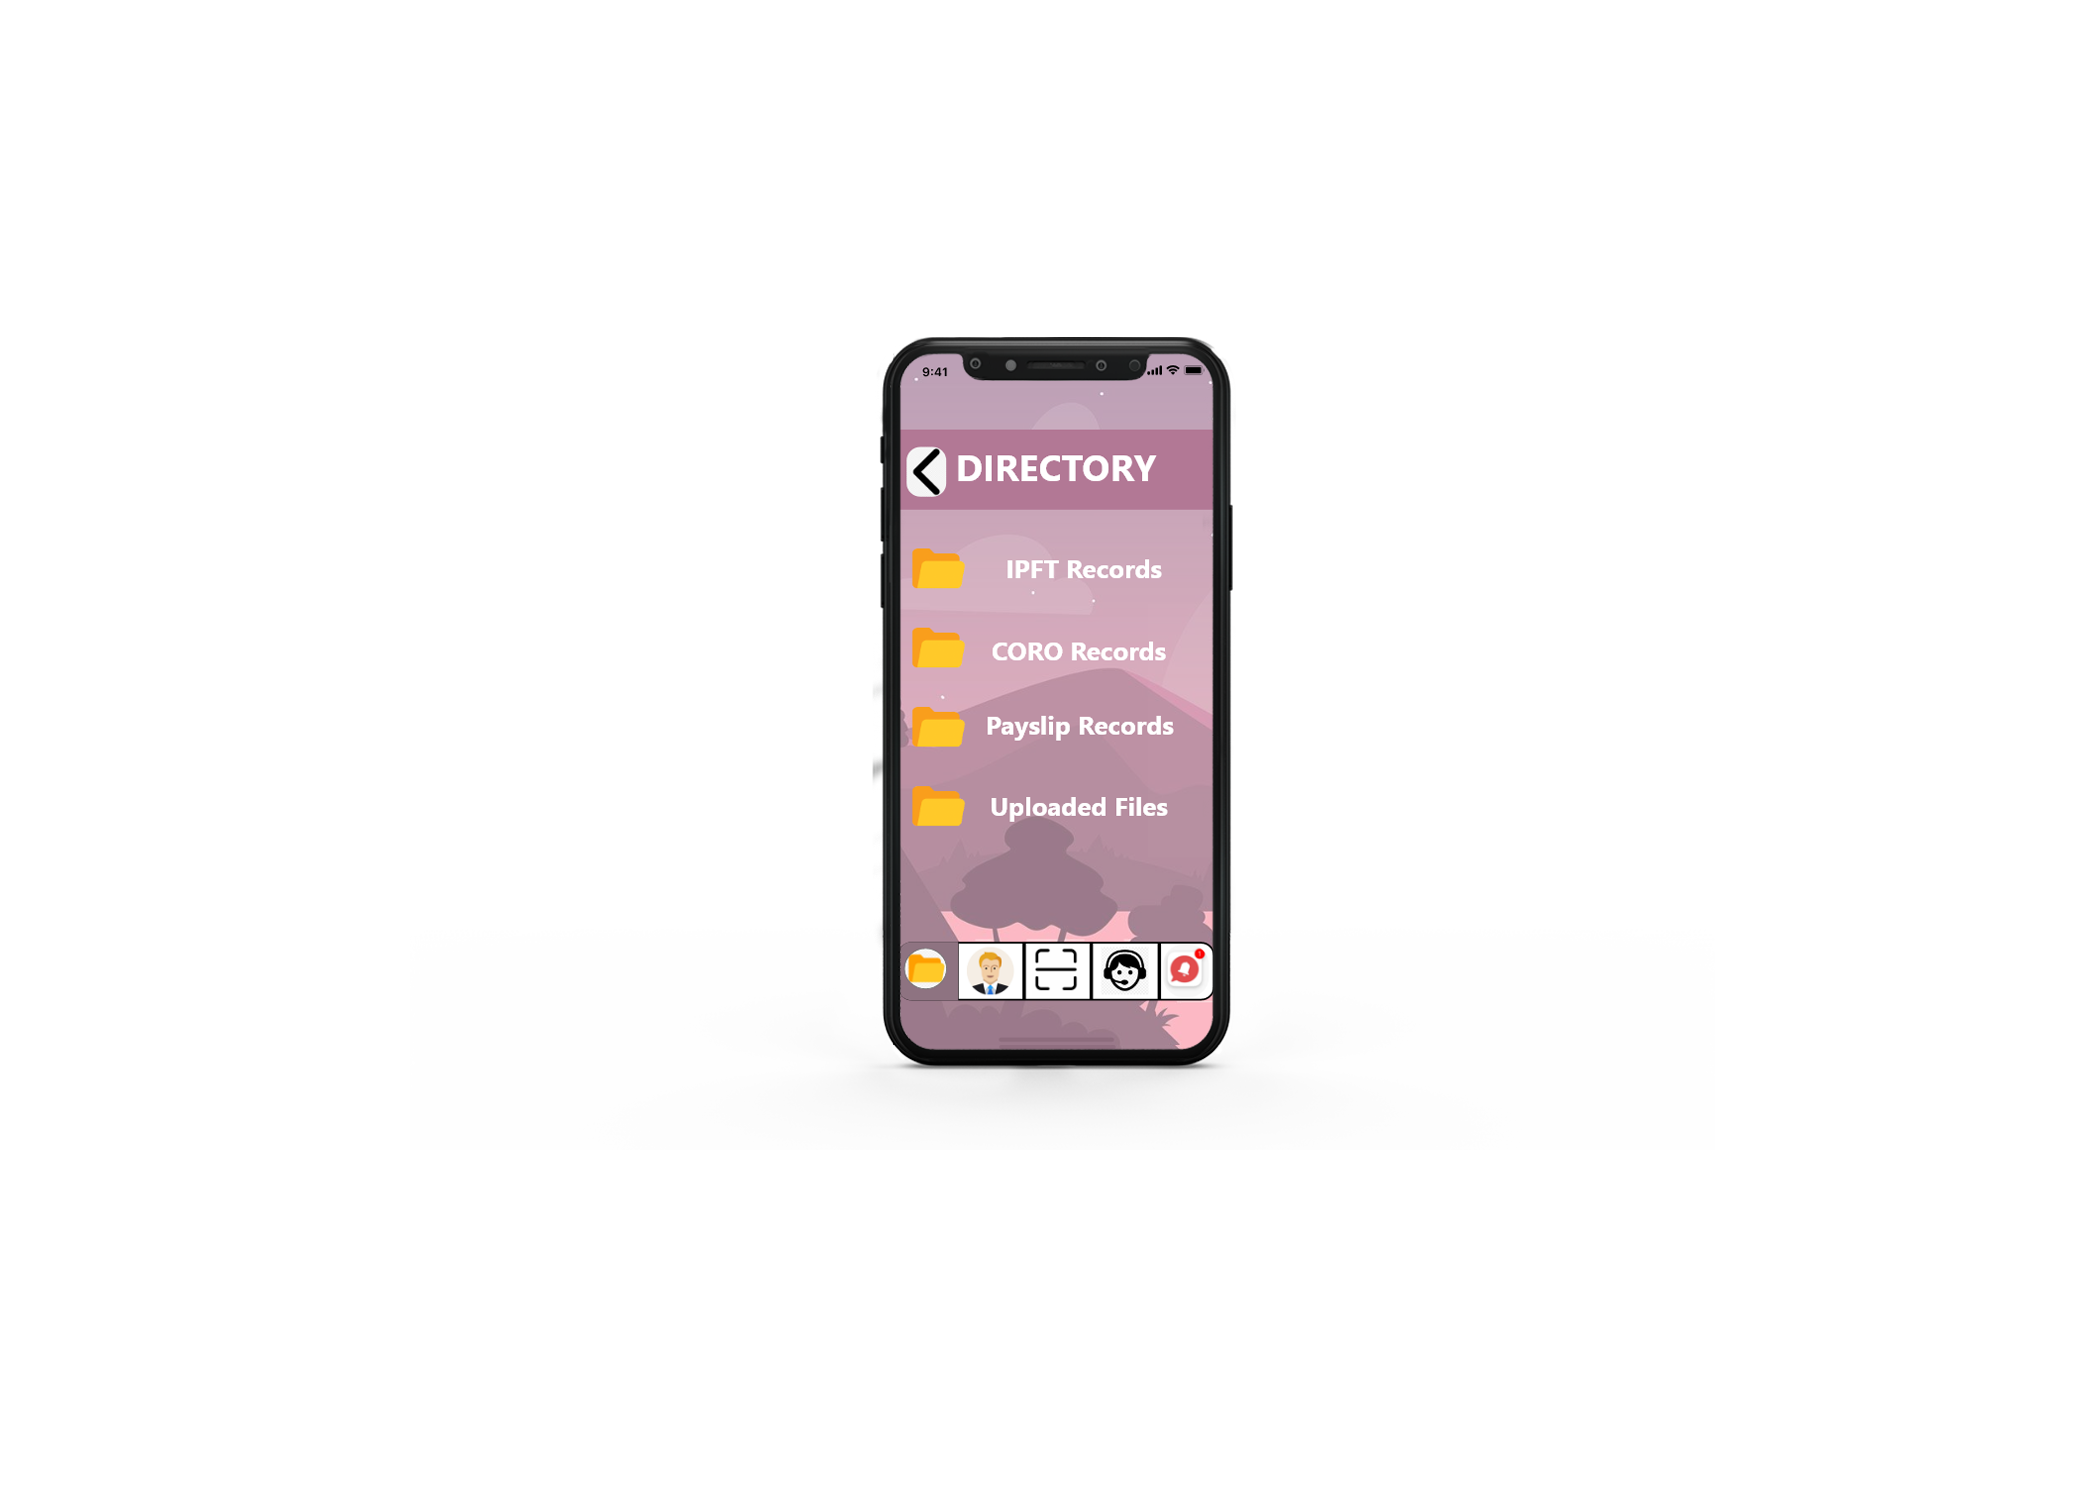 9:41
DIRECTORY
IPFT Records
CORO Records
Payslip Records
Uploaded Files